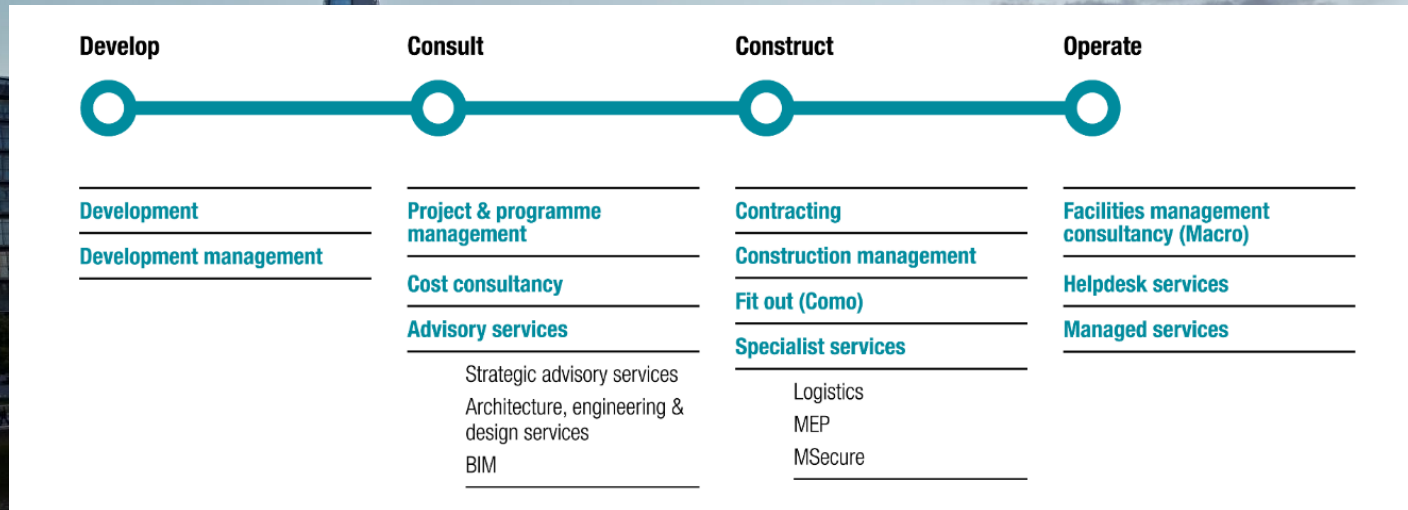 Develop
Consult
Construct
Operate
Development
Development management
Project & programme
management
Cost consultancy
Advisory services
Strategic advisory services
Architecture, engineering &
design services
BIM
Contracting
Construction management
Fit out (Como)
Specialist services
Logistics
MEP
MSecure
Facilities management
consultancy (Macro)
Helpdesk services
Managed services